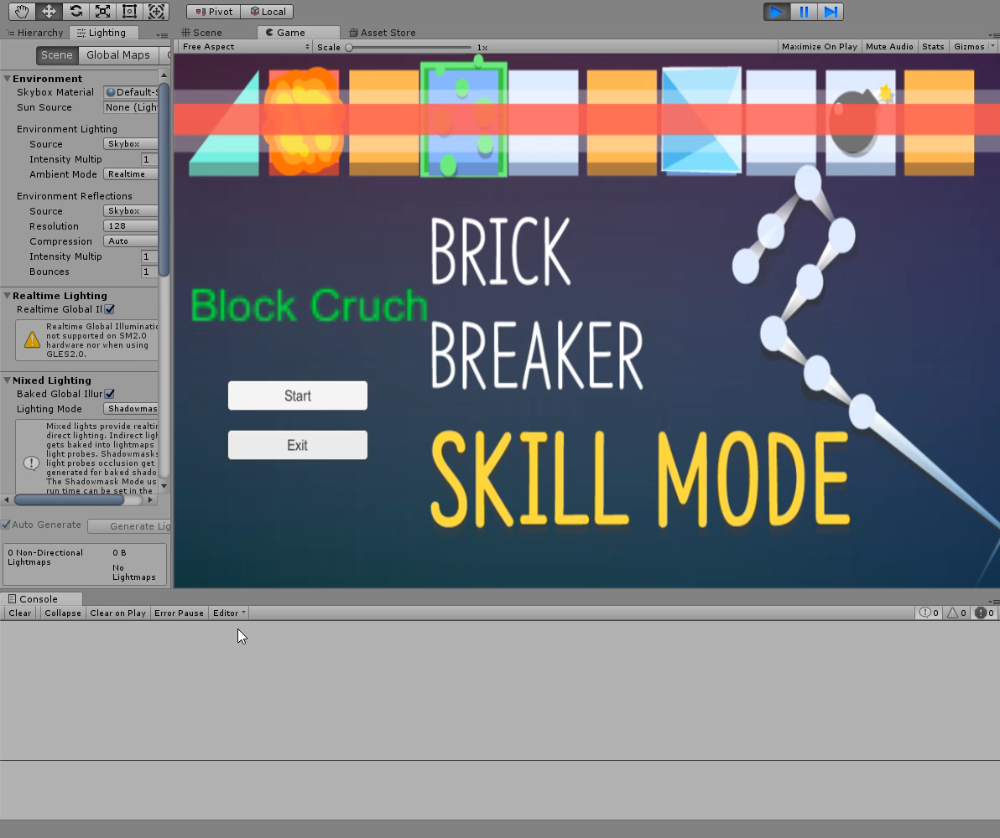 Pivot Local
Hierarchy Lighting
Scene Game Asset Store
Free Aspect Scale 1x Maximize On Play Mute Audio Stats Gizmos
Scene Global Maps
Environment
Skybox Material Default-S
Sun Source None (Ligh
Environment Lighting
Source Skybox
Intensity Multip 1
Ambient Mode Realtime
Environment Reflections
Source Skybox
Resolution 128
Compression Auto
Intensity Multip 1
Bounces 1
Realtime Lighting
Realtime Global Il
Realtime Global Illuminatio
not supported on SM2.0
hardware nor when using
GLES2.0.
Mixed Lighting
Baked Global Illur
Lighting Mode Shadowmas
Mixed lights provide realtin
direct lighting. Indirect ligh
gets baked into lightmaps
light probes. Shadowmasks
light probes occlusion get
generated for baked shado
The Shadowmask Mode us
run time can be set in the
Auto Generate Generate Lig
0 Non-Directional
Lightmaps
0 B
No
Lightmaps
BRICK
BREAKER
SKILL MODE
Block Cruch
Start
Exit
Console
Clear Collapse Clear on Play Error Pause Editor 0 0 0